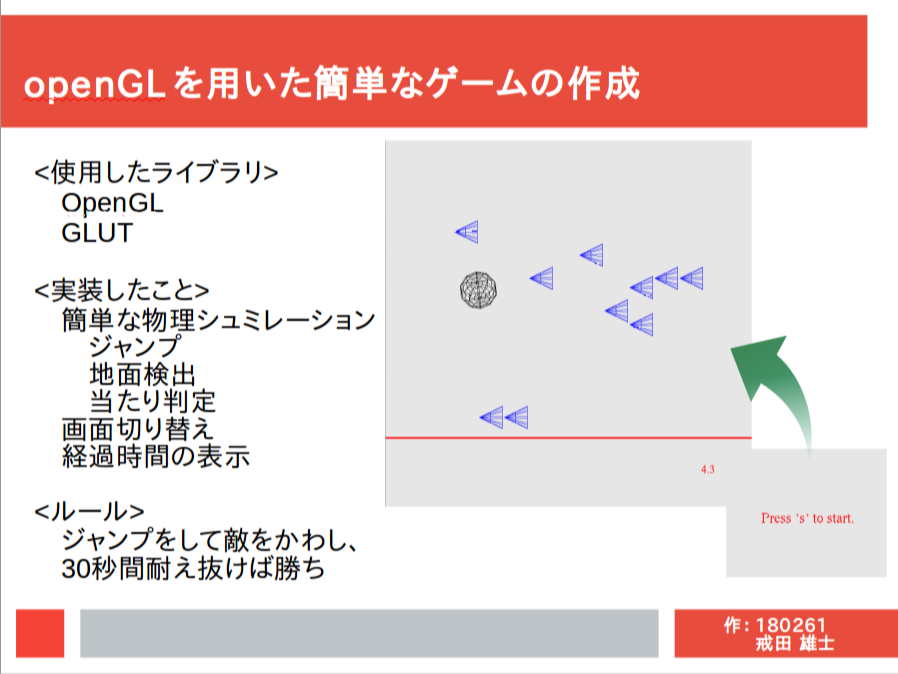 openGLを用いた簡単なゲームの作成
<使用したライブラリ>
OpenGL
GLUT
<実装したこと>
簡単な物理シュミレーション
ジャンプ
地面検出
当たり判定
画面切り替え
経過時間の表示
<ルール>
ジャンプをして敵をかわし、
30秒間耐え抜けば勝ち
4.3
Press 's' to start.
作：180261
戒田 雄士